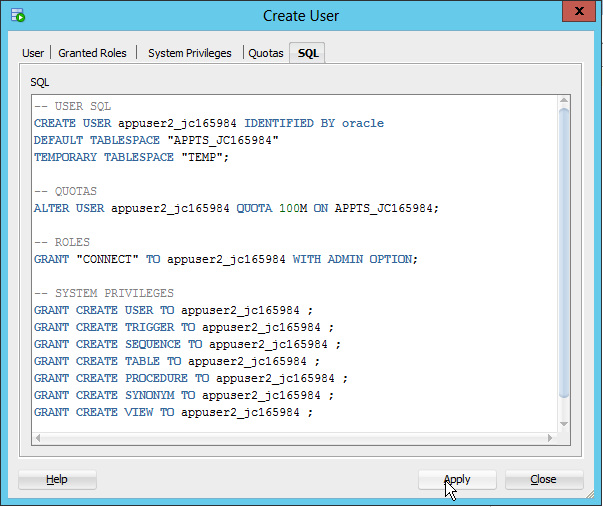 Create User
x
User
Granted Roles
System Privileges
Quotas
SQL
SQL
-- USER SQL
CREATE USER appuser2_jc165984 IDENTIFIED BY oracle
DEFAULT TABLESPACE "APPTS_JC165984"
TEMPORARY TABLESPACE "TEMP";
-- QUOTAS
ALTER USER appuser2_jc165984 QUOTA 100M ON APPTS_JC165984;
-- ROLES
GRANT "CONNECT" TO appuser2_jc165984 WITH ADMIN OPTION;
-- SYSTEM PRIVILEGES
GRANT CREATE USER TO appuser2_jc165984 ;
GRANT CREATE TRIGGER TO appuser2_jc165984 ;
GRANT CREATE SEQUENCE TO appuser2_jc165984 ;
GRANT CREATE TABLE TO appuser2_jc165984 ;
GRANT CREATE PROCEDURE TO appuser2_jc165984 ;
GRANT CREATE SYNONYM TO appuser2_jc165984 ;
GRANT CREATE VIEW TO appuser2_jc165984 ;
Help
Apply
Close